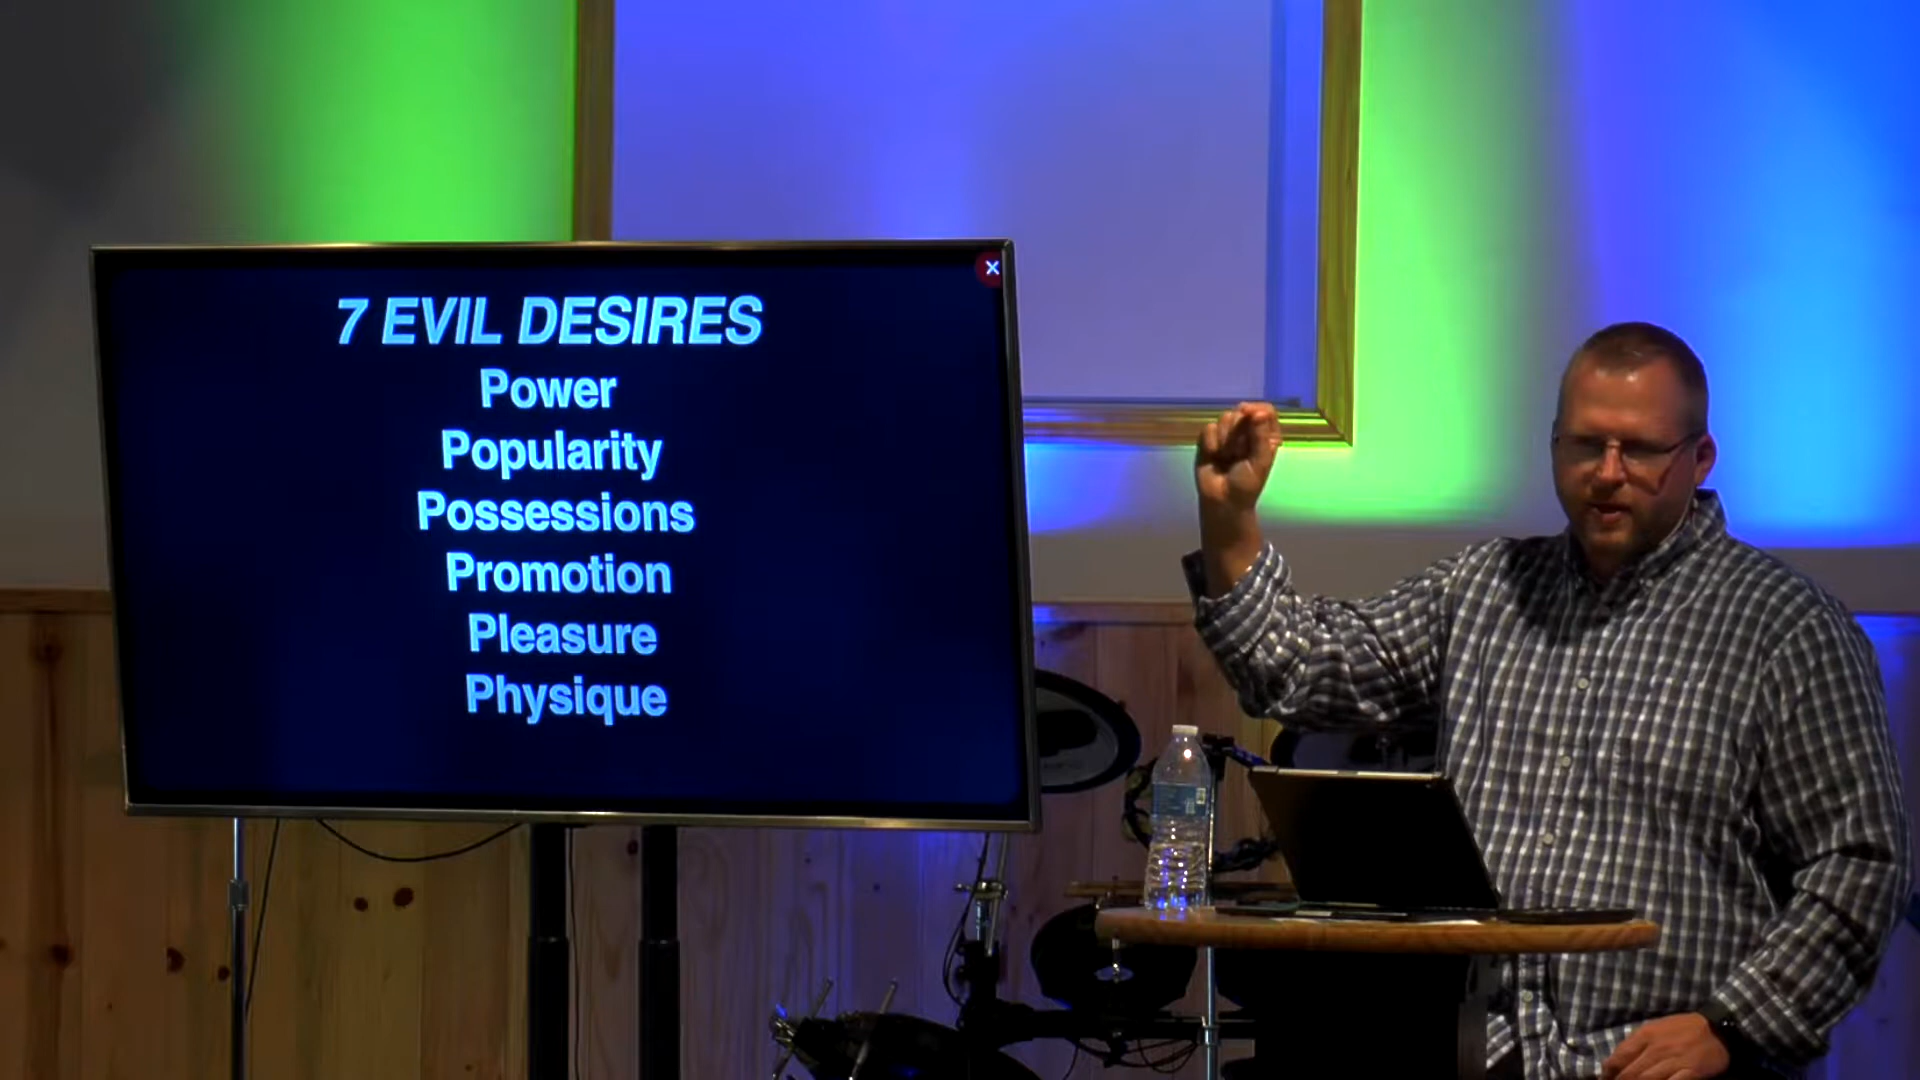 7 EVIL DESIRES
Power
Popularity
Possessions
Promotion
Pleasure
Physique